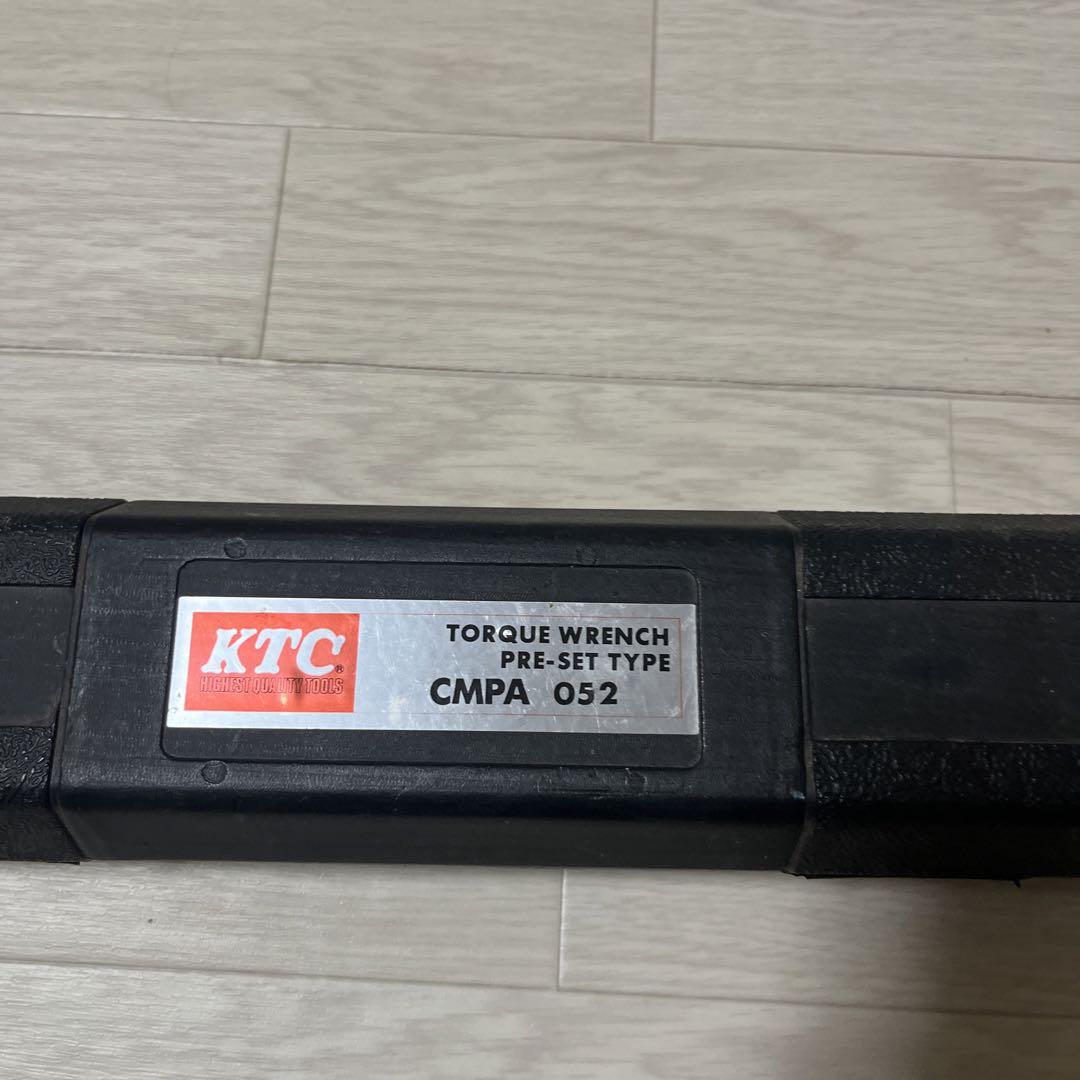 KTC®
HIGHEST QUALITY TOOLS
TORQUE WRENCH
PRE-SET TYPE
CMPA 052